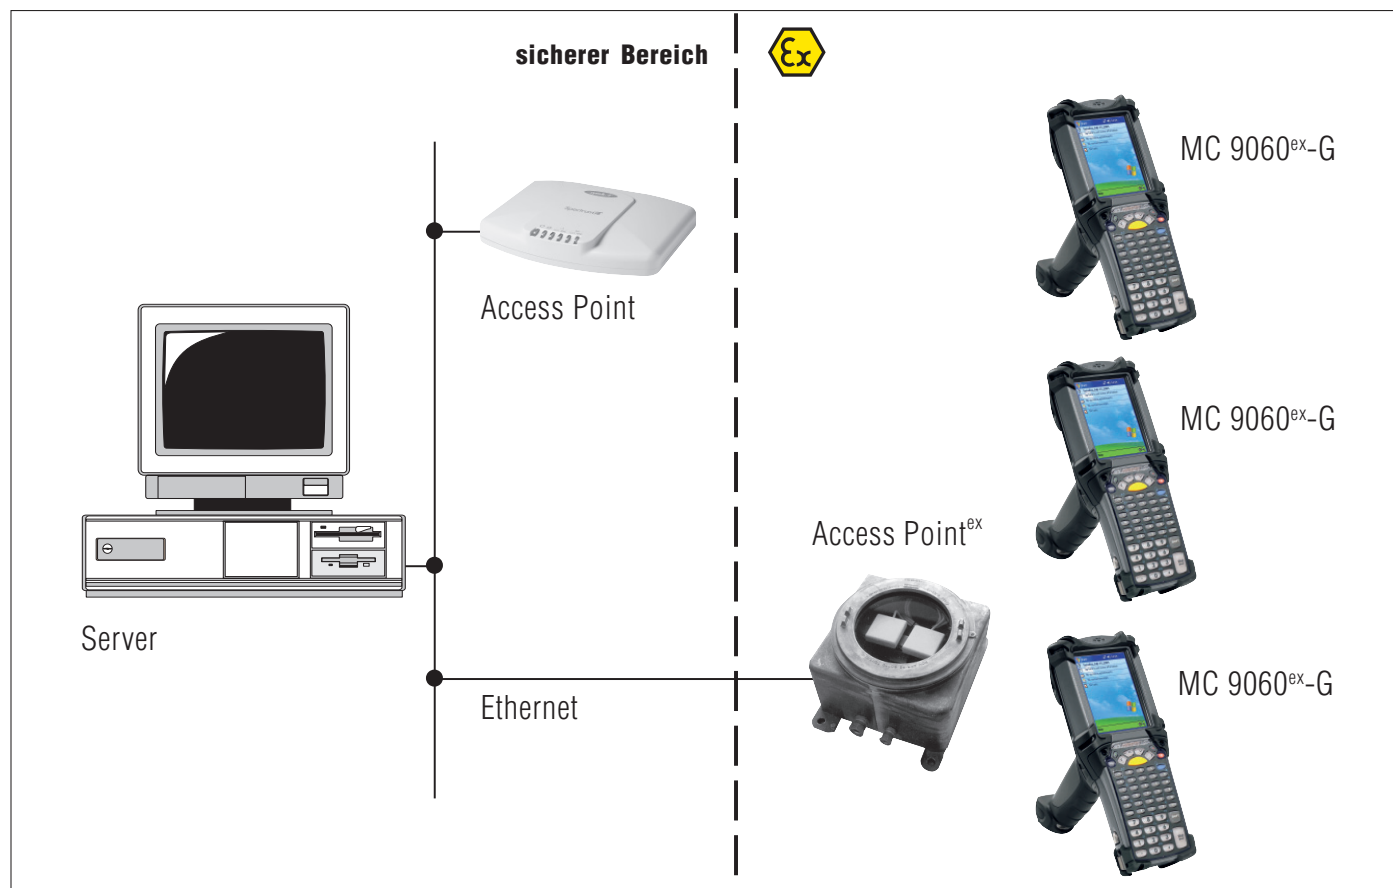 sicherer Bereich
Ex
MC 9060ex-G
Access Point
MC 9060ex-G
Access Pointex
Server
MC 9060ex-G
Ethernet